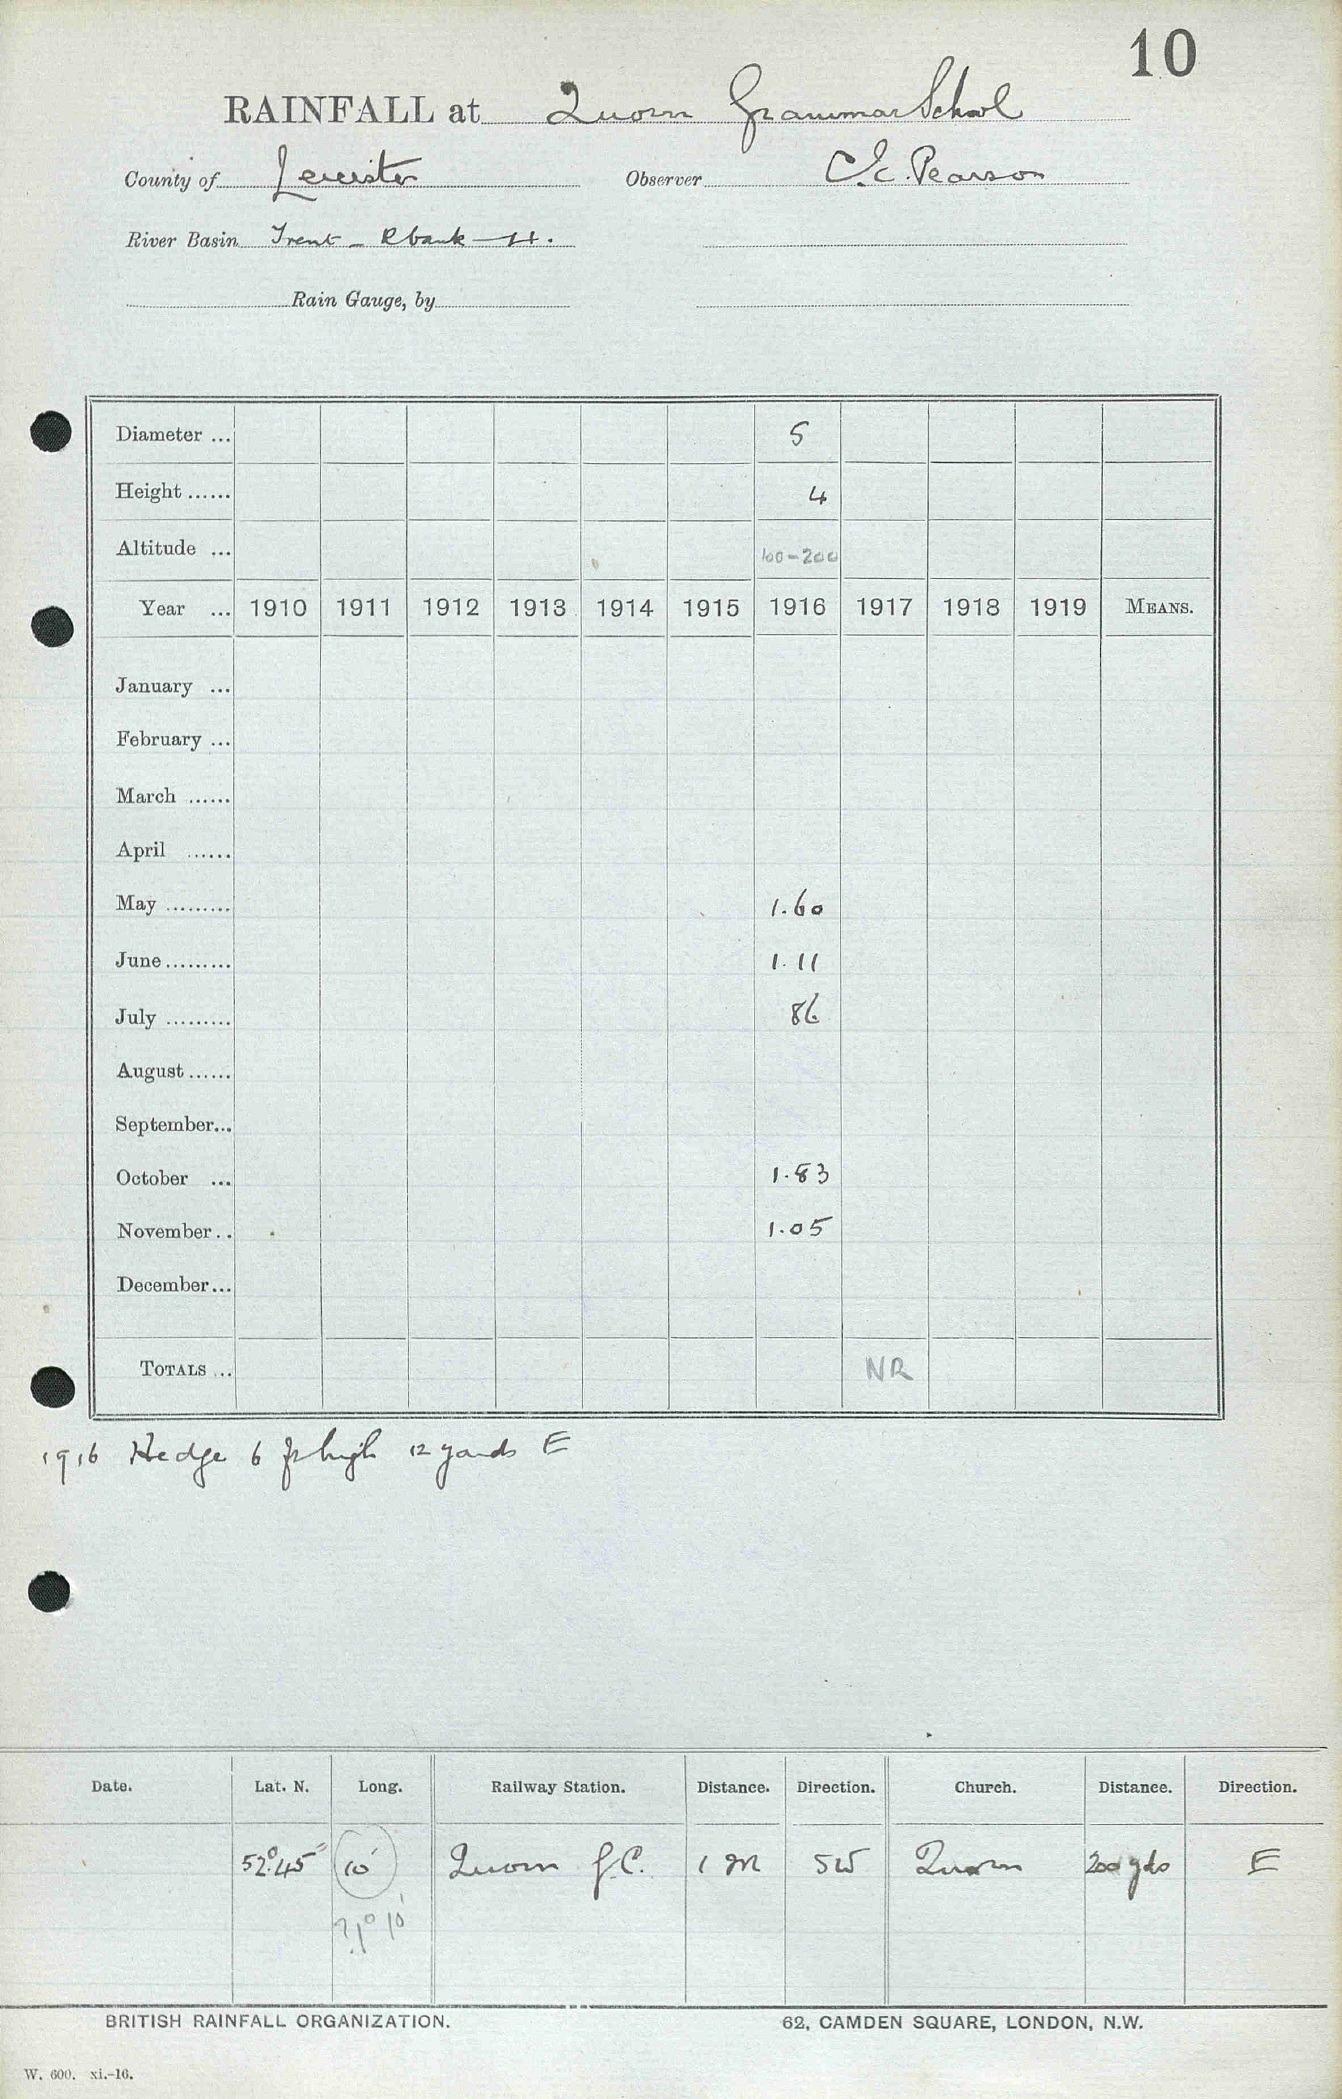 10
RAINFALL at Quorn Grammar School
County of Leicester Observer C.E. Pearson
River Basin Trent - R bank - 4.
Rain Gauge, by
Diameter ... 5
Height ...... 4
Altitude ... 100-200
Year ... 1910 1911 1912 1913 1914 1915 1916 1917 1918 1919 MEANS.
January ...
February ...
March ......
April ......
May ......... 1.60
June ......... 1.11
July ......... 86
August ......
September...
October ... 1.83
November.. 1.05
December...
TOTALS ... NR
1916 Hedge 6 ft high 12 yards E
Date. Lat. N. Long. Railway Station. Distance. Direction. Church. Distance. Direction.
52°45' 10' Quorn G.C. 1 M SW Quorn 200 yds E
?1° 10'
BRITISH RAINFALL ORGANIZATION. 62, CAMDEN SQUARE, LONDON, N.W.
W. 600. xi.-16.